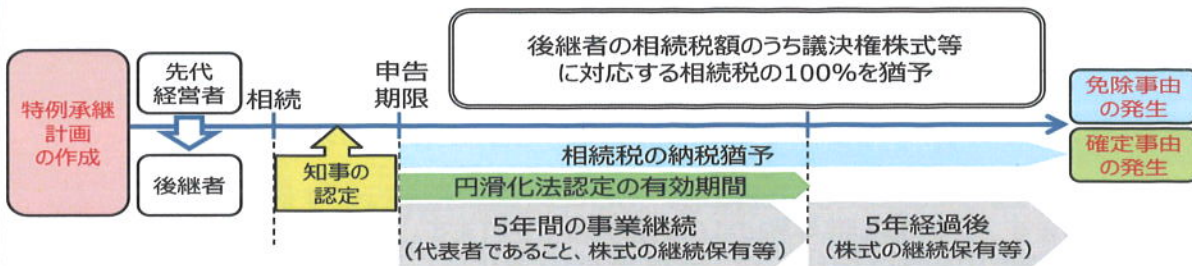 特例承継
計画
の作成
先代
経営者
後継者
相続
知事の
認定
申告
期限
後継者の相続税額のうち議決権株式等
に対応する相続税の100%を猶予
相続税の納税猶予
円滑化法認定の有効期間
5年間の事業継続
(代表者であること、株式の継続保有等)
5年経過後
(株式の継続保有等)
免除事由
の発生
確定事由
の発生